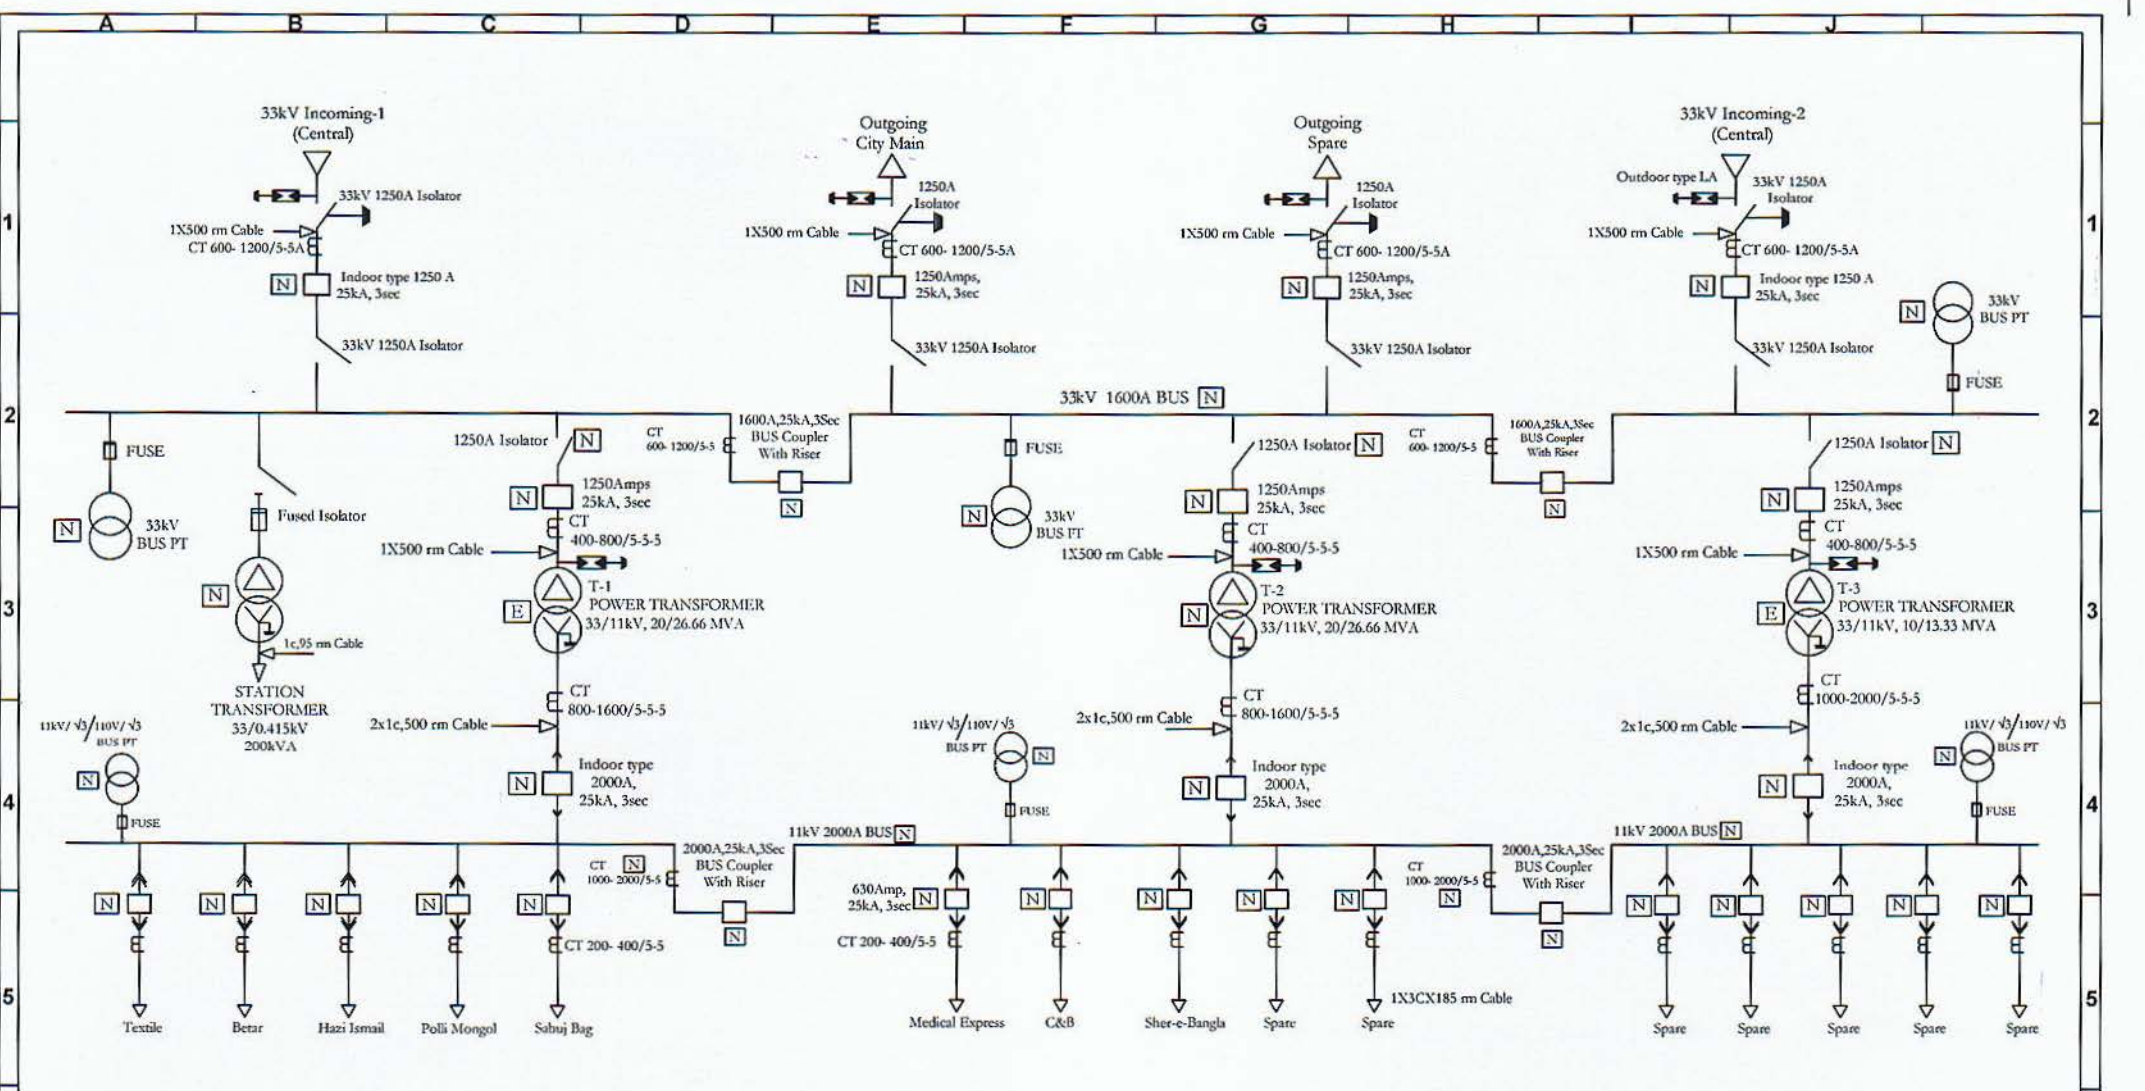 A B C D E F G H I J
33kV Incoming-1
(Central)
33kV 1250A Isolator
1X500 rm Cable
CT 600- 1200/5-5A
N
Indoor type 1250 A
25kA, 3sec
33kV 1250A Isolator
Outgoing
City Main
1250A
Isolator
1X500 rm Cable
CT 600- 1200/5-5A
N
1250Amps,
25kA, 3sec
33kV 1250A Isolator
Outgoing
Spare
1250A
Isolator
1X500 rm Cable
CT 600- 1200/5-5A
N
1250Amps,
25kA, 3sec
33kV 1250A Isolator
33kV Incoming-2
(Central)
Outdoor type LA
33kV 1250A
Isolator
1X500 rm Cable
CT 600- 1200/5-5A
N
Indoor type 1250 A
25kA, 3sec
33kV 1250A Isolator
N
33kV
BUS PT
FUSE
1
1
2
2
33kV 1600A BUS N
FUSE
N
33kV
BUS PT
Fused Isolator
N
1c,95 rm Cable
STATION
TRANSFORMER
33/0.415kV
200kVA
1250A Isolator N
N
1250Amps
25kA, 3sec
CT
400-800/5-5-5
1X500 rm Cable
T-1
E
POWER TRANSFORMER
33/11kV, 20/26.66 MVA
CT
800-1600/5-5-5
2x1c,500 rm Cable
N
Indoor type
2000A,
25kA, 3sec
CT
600- 1200/5-5
1600A,25kA,3Sec
BUS Coupler
With Riser
N
FUSE
N
33kV
BUS PT
1250A Isolator N
N
1250Amps
25kA, 3sec
CT
400-800/5-5-5
1X500 rm Cable
T-2
N
POWER TRANSFORMER
33/11kV, 20/26.66 MVA
CT
800-1600/5-5-5
2x1c,500 rm Cable
N
Indoor type
2000A,
25kA, 3sec
CT
600- 1200/5-5
1600A,25kA,3Sec
BUS Coupler
With Riser
N
1250A Isolator N
N
1250Amps
25kA, 3sec
CT
400-800/5-5-5
1X500 rm Cable
T-3
E
POWER TRANSFORMER
33/11kV, 10/13.33 MVA
CT
1000-2000/5-5-5
2x1c,500 rm Cable
N
Indoor type
2000A,
25kA, 3sec
3
3
4
4
11kV/ √3/110V/ √3
BUS PT
N
FUSE
11kV/ √3/110V/ √3
BUS PT
N
FUSE
11kV/ √3/110V/ √3
BUS PT
N
FUSE
11kV 2000A BUS N
11kV 2000A BUS N
CT N
1000- 2000/5-5
2000A,25kA,3Sec
BUS Coupler
With Riser
N
CT
1000- 2000/5-5
N
2000A,25kA,3Sec
BUS Coupler
With Riser
N
N N N N N
CT 200- 400/5-5
630Amp,
25kA, 3sec
N N N N N
CT 200- 400/5-5
N N N N N
1X3CX185 rm Cable
5
5
Textile
Betar
Hazi Ismail
Polli Mongol
Sabuj Bag
Medical Express
C&B
Sher-e-Bangla
Spare
Spare
Spare
Spare
Spare
Spare
Spare